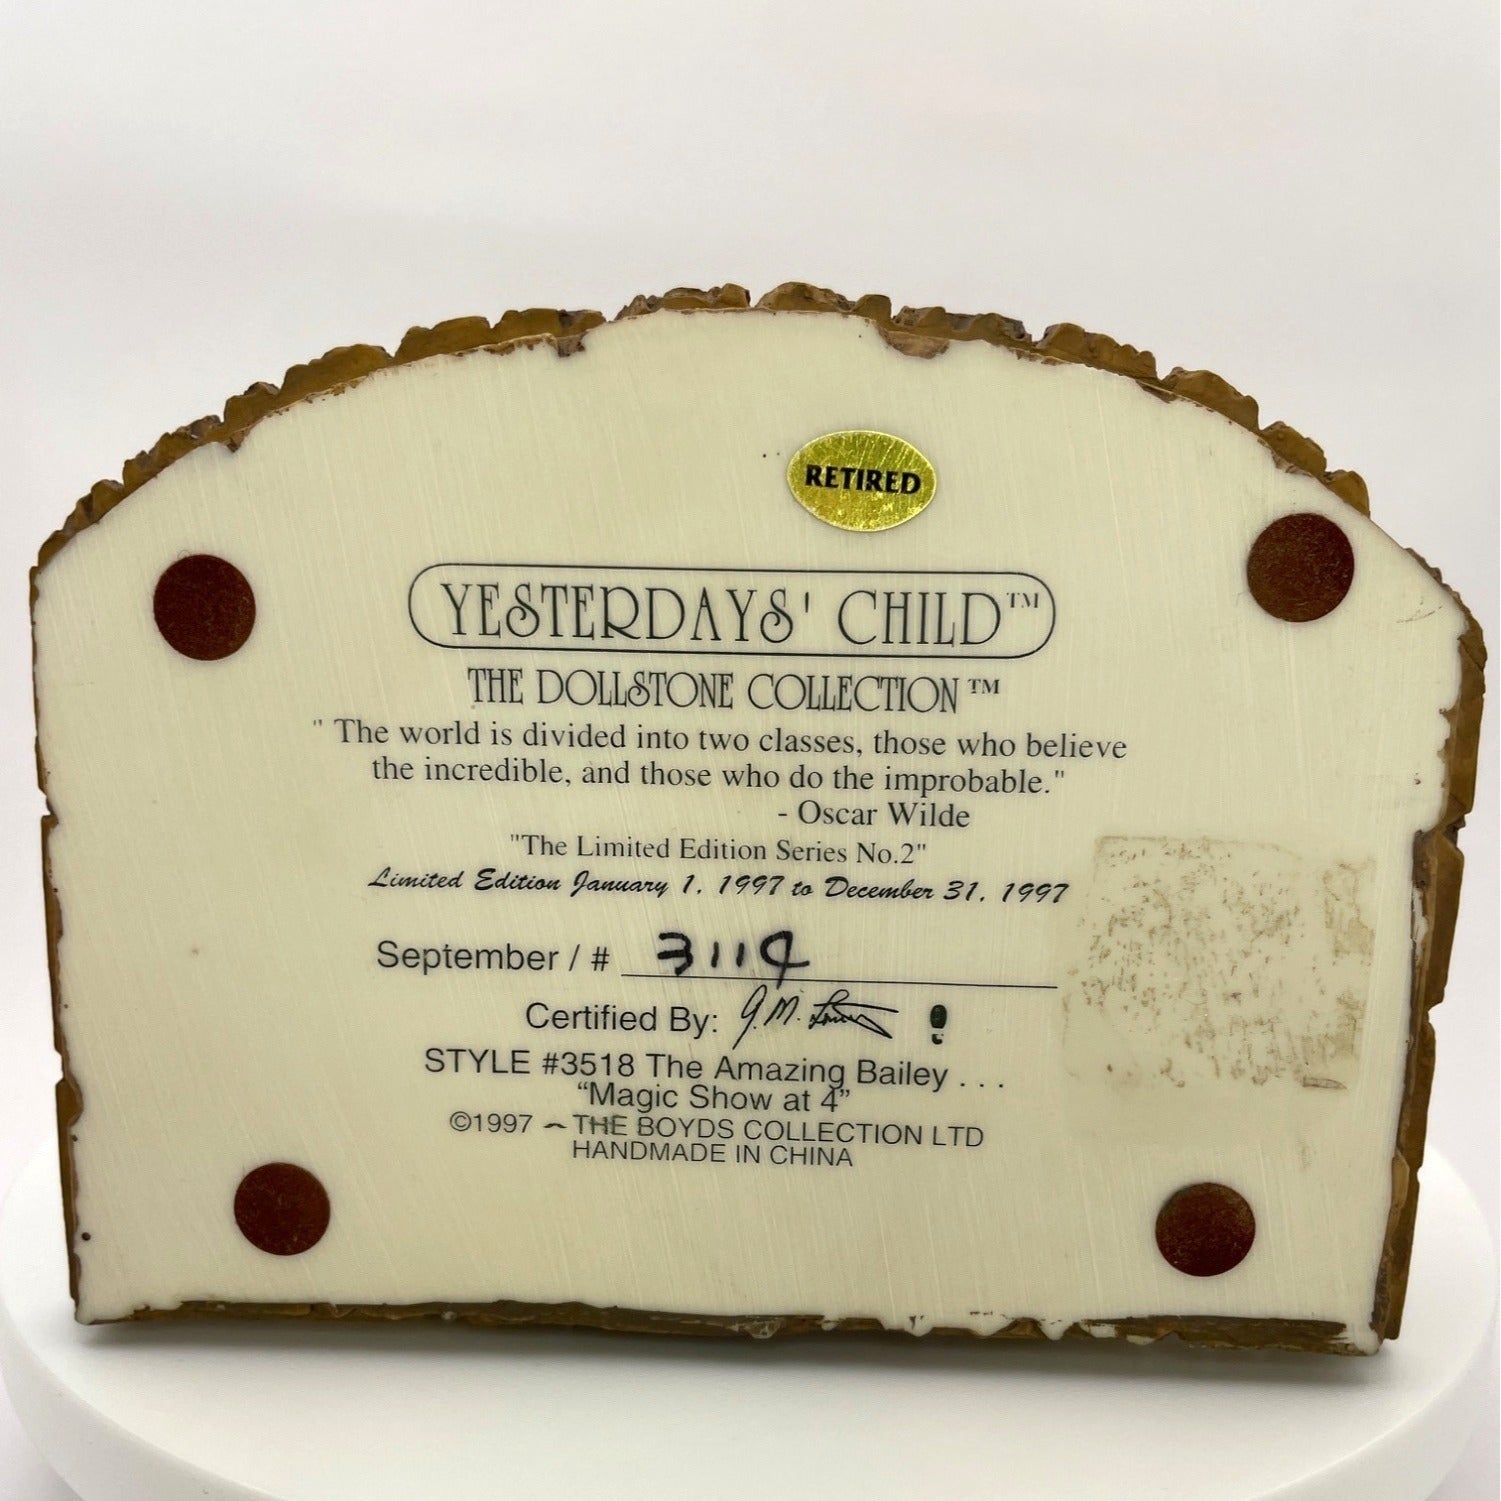 RETIRED
YESTERDAYS' CHILD™
THE DOLLSTONE COLLECTION™
" The world is divided into two classes, those who believe
the incredible, and those who do the improbable."
- Oscar Wilde
"The Limited Edition Series No.2"
Limited Edition January 1, 1997 to December 31, 1997
September / # 3114
Certified By: G.M. Lowe
STYLE #3518 The Amazing Bailey . . .
“Magic Show at 4”
©1997 ~ THE BOYDS COLLECTION LTD
HANDMADE IN CHINA